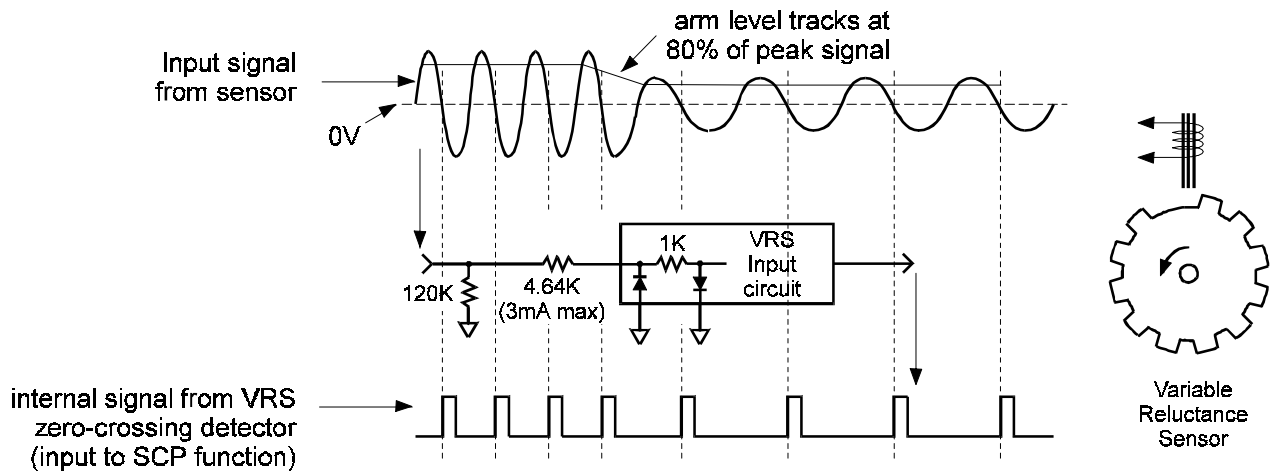 arm level tracks at
80% of peak signal
Input signal
from sensor
0V
1K
VRS
Input
circuit
120K
4.64K
(3mA max)
internal signal from VRS
zero-crossing detector
(input to SCP function)
Variable
Reluctance
Sensor